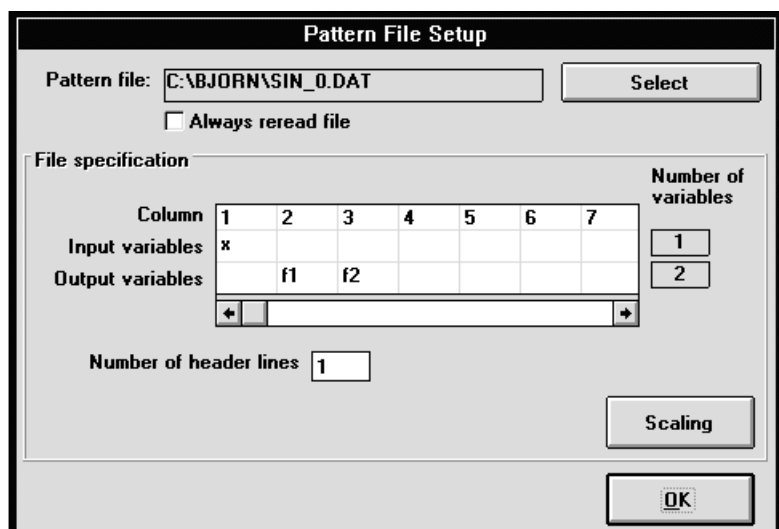 Pattern File Setup
Pattern file: C:\BJORN\SIN_0.DAT Select
Always reread file
File specification
Number of
variables
Column 1 2 3 4 5 6 7
Input variables x 1
Output variables f1 f2 2
Number of header lines 1
Scaling
OK